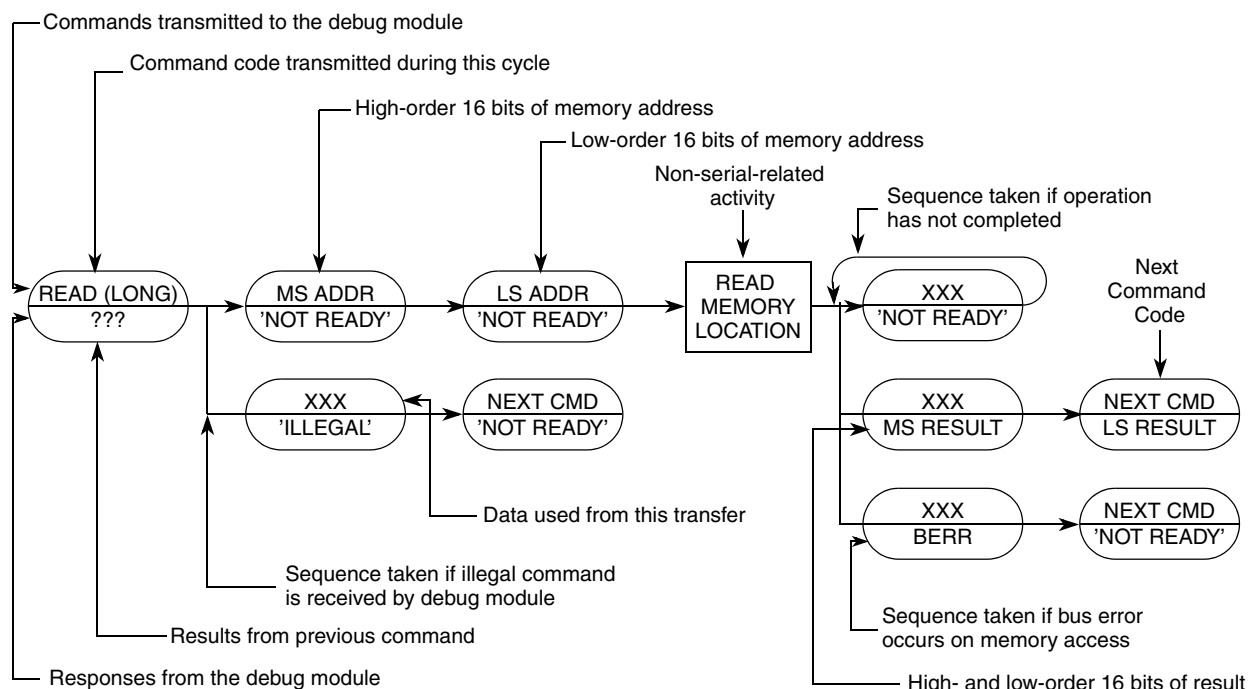 Commands transmitted to the debug module
Command code transmitted during this cycle
High-order 16 bits of memory address
Low-order 16 bits of memory address
Non-serial-related
activity
Sequence taken if operation
has not completed
Next
Command
Code
READ (LONG)
???
MS ADDR
'NOT READY'
LS ADDR
'NOT READY'
READ
MEMORY
LOCATION
XXX
'NOT READY'
XXX
'ILLEGAL'
NEXT CMD
'NOT READY'
XXX
MS RESULT
NEXT CMD
LS RESULT
XXX
BERR
NEXT CMD
'NOT READY'
Data used from this transfer
Sequence taken if illegal command
is received by debug module
Results from previous command
Responses from the debug module
Sequence taken if bus error
occurs on memory access
High- and low-order 16 bits of result